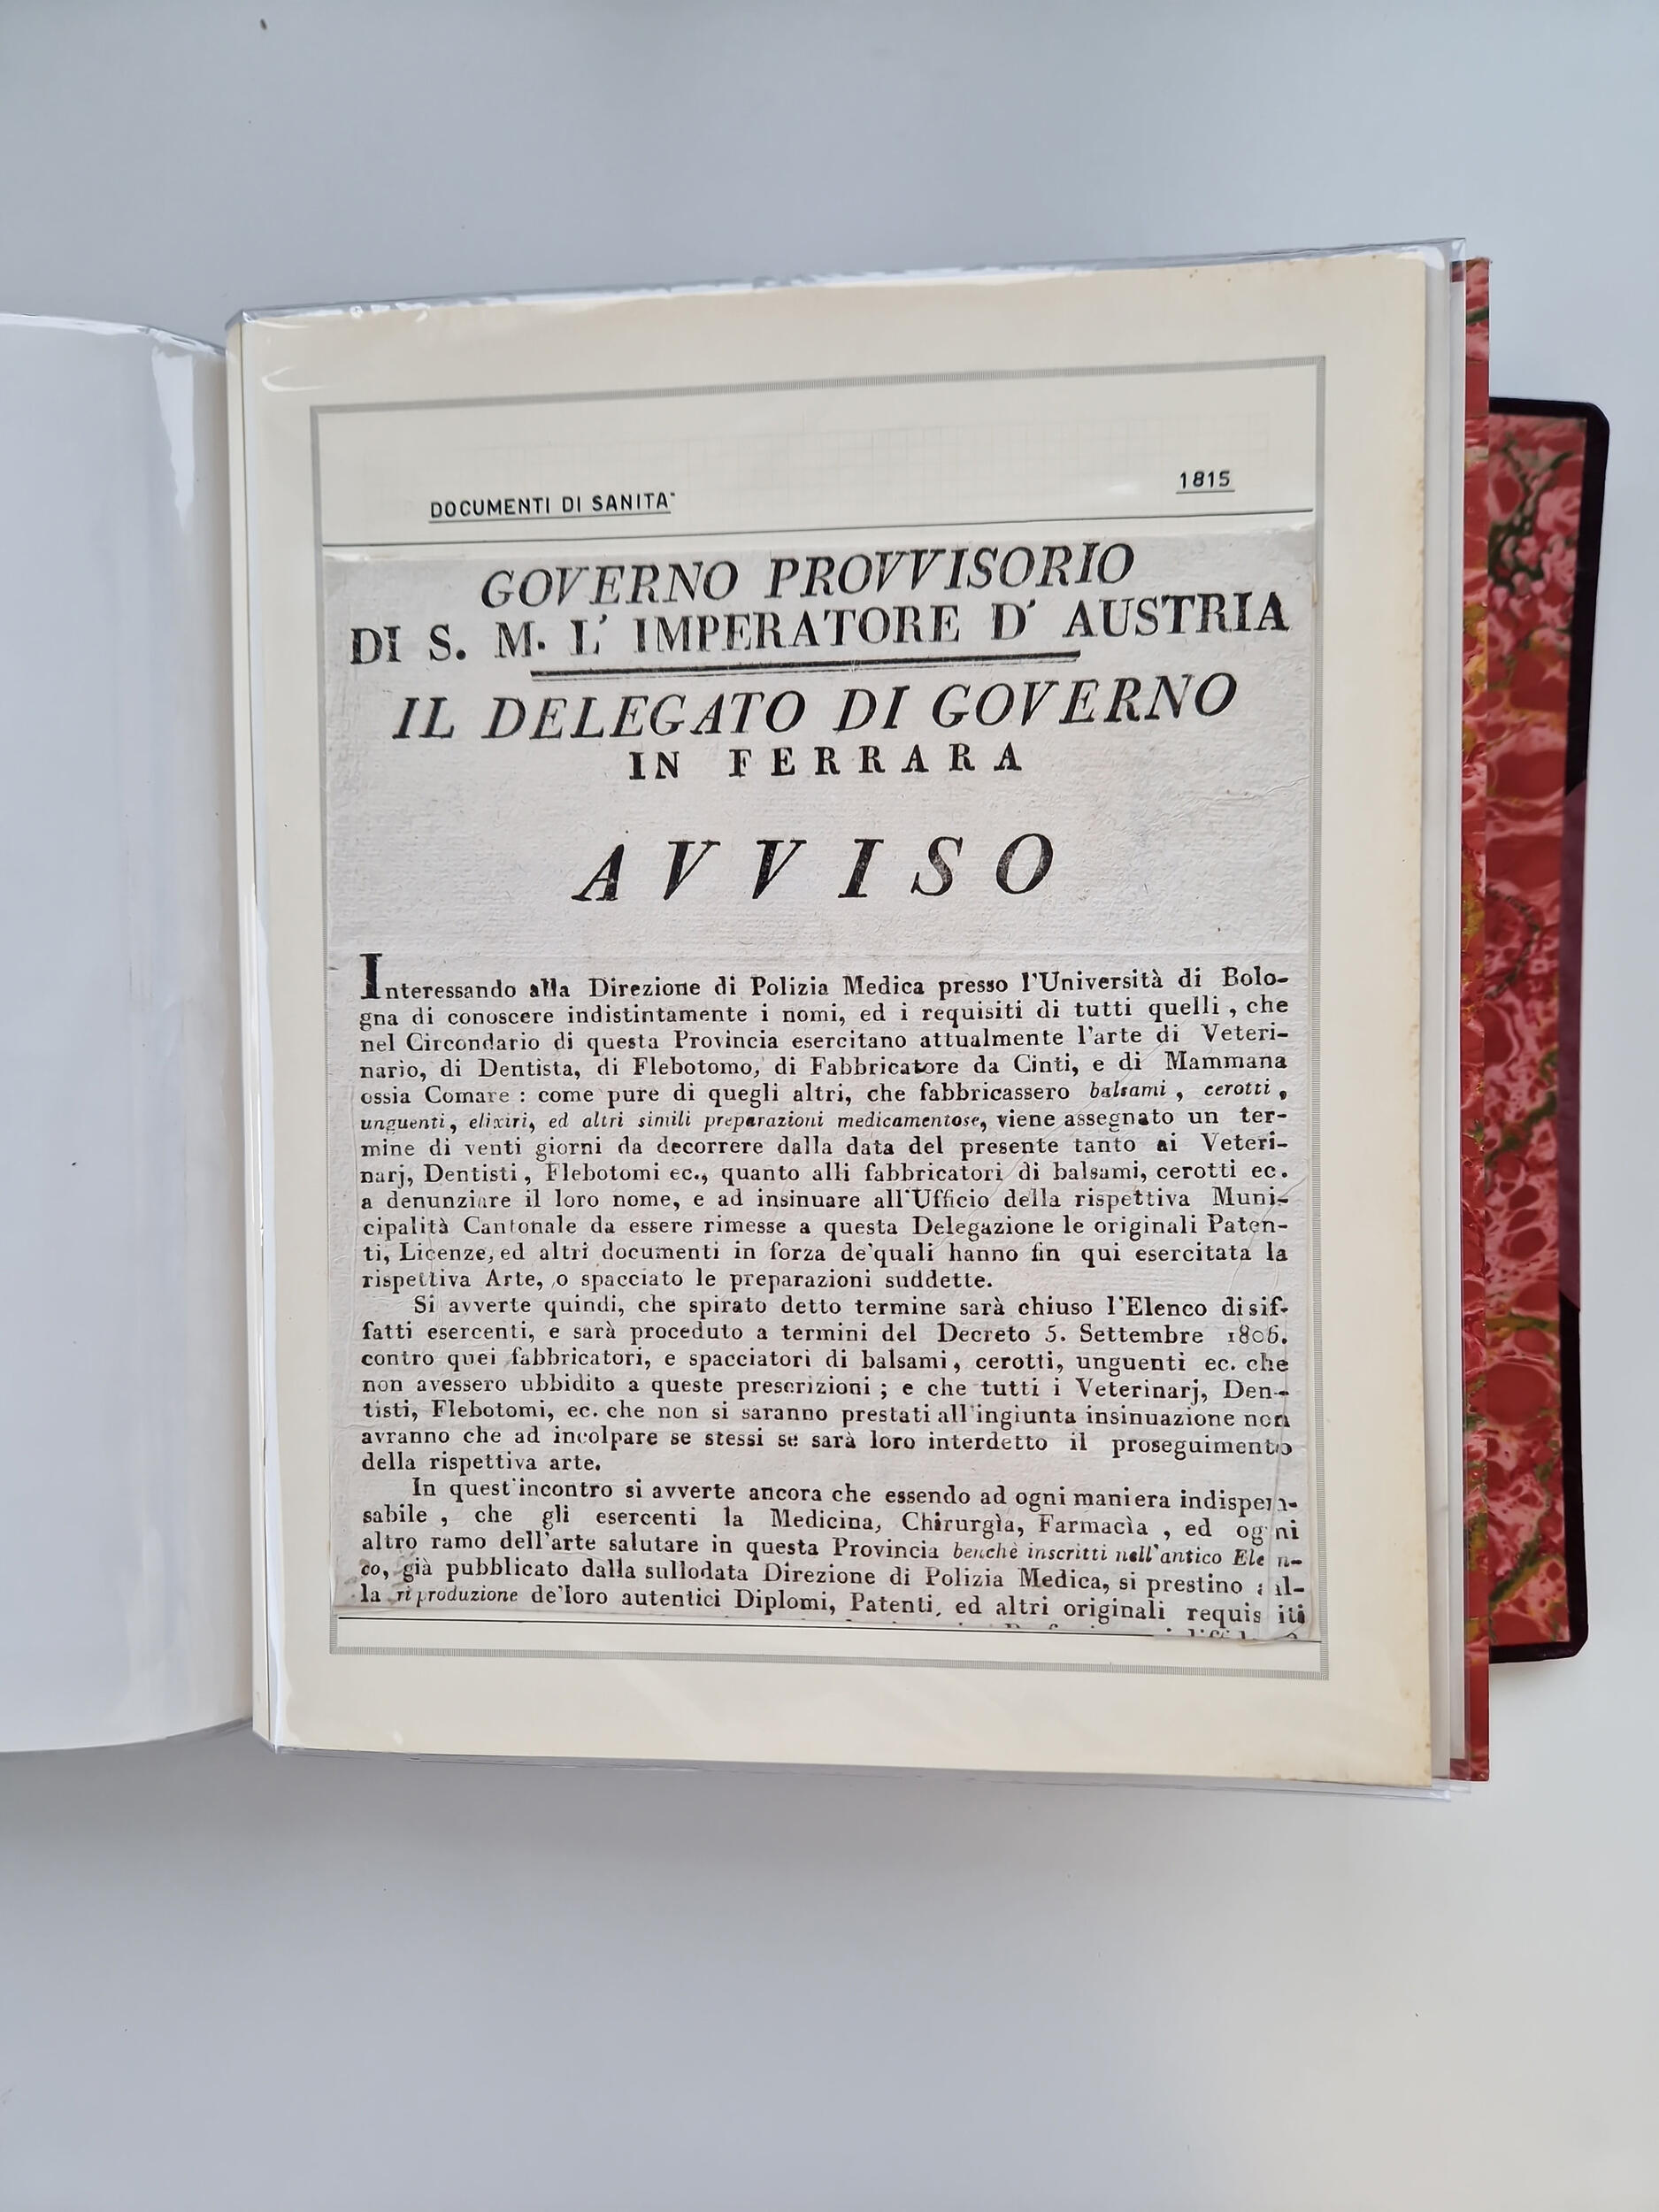 DOCUMENTI DI SANITA'
1815
GOVERNO PROVVISORIO
DI S. M. L' IMPERATORE D' AUSTRIA
IL DELEGATO DI GOVERNO
IN FERRARA
AVVISO
Interessando alla Direzione di Polizia Medica presso l'Università di Bolo-
gna di conoscere indistintamente i nomi, ed i requisiti di tutti quelli, che
nel Circondario di questa Provincia esercitano attualmente l'arte di Veteri-
nario, di Dentista, di Flebotomo, di Fabbricatore da Cinti, e di Mammana
ossia Comare: come pure di quegli altri, che fabbricassero balsami, cerotti,
unguenti, elixiri, ed altri simili preparazioni medicamentose, viene assegnato un ter-
mine di venti giorni da decorrere dalla data del presente tanto ai Veteri-
narj, Dentisti, Flebotomi ec., quanto alli fabbricatori di balsami, cerotti ec.
a denunziare il loro nome, e ad insinuare all'Ufficio della rispettiva Muni-
cipalità Cantonale da essere rimesse a questa Delegazione le originali Paten-
ti, Licenze, ed altri documenti in forza de'quali hanno fin qui esercitata la
rispettiva Arte, o spacciato le preparazioni suddette.
Si avverte quindi, che spirato detto termine sarà chiuso l'Elenco di sif-
fatti esercenti, e sarà proceduto a termini del Decreto 5. Settembre 1806.
contro quei fabbricatori, e spacciatori di balsami, cerotti, unguenti ec. che
non avessero ubbidito a queste prescrizioni; e che tutti i Veterinarj, Den-
tisti, Flebotomi, ec. che non si saranno prestati all'ingiunta insinuazione non
avranno che ad incolpare se stessi se sarà loro interdetto il proseguimento
della rispettiva arte.
In quest'incontro si avverte ancora che essendo ad ogni maniera indispen-
sabile, che gli esercenti la Medicina, Chirurgìa, Farmacìa, ed ogni
altro ramo dell'arte salutare in questa Provincia benchè inscritti nell'antico Elen-
co, già pubblicato dalla sullodata Direzione di Polizia Medica, si prestino al-
la riproduzione de'loro autentici Diplomi, Patenti, ed altri originali requisiti